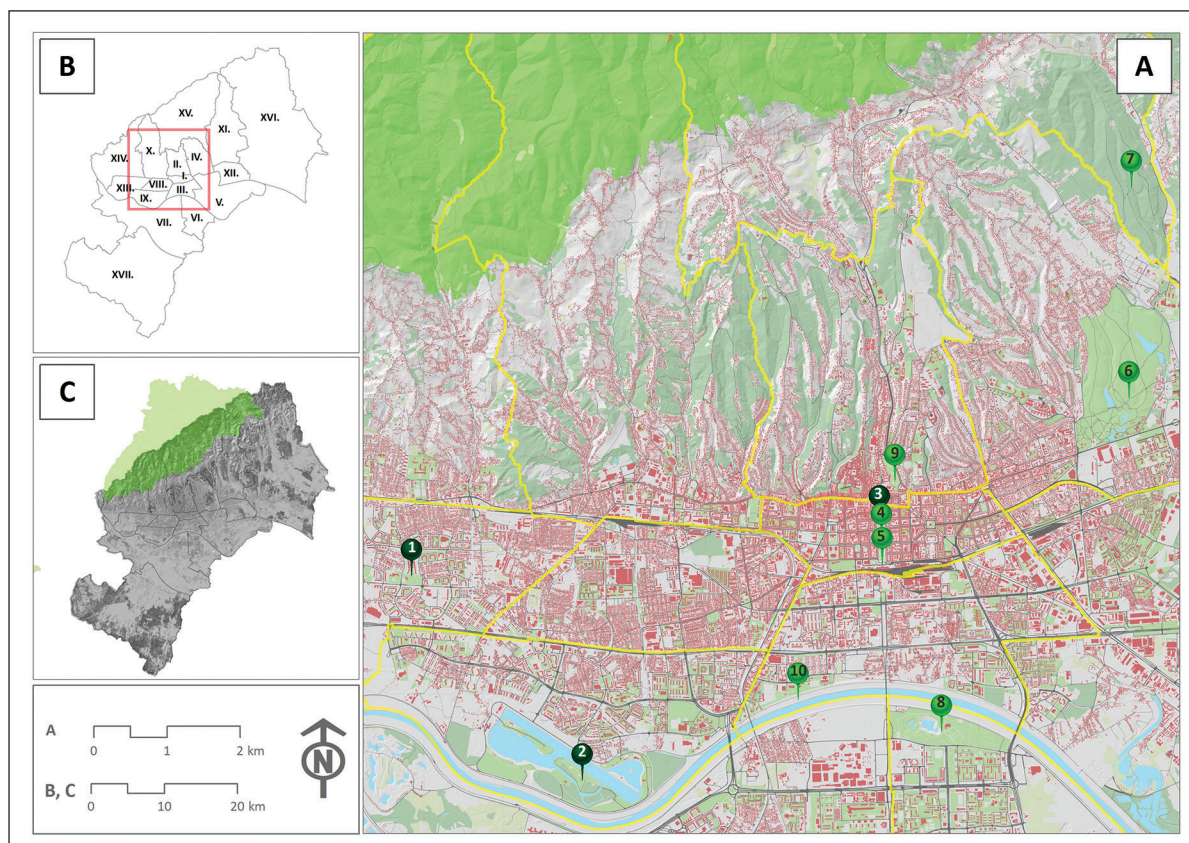 B
XVI.
XV.
XI.
X.
XIV.
IV.
II.
XII.
I.
XIII.
VIII.
III.
IX.
V.
VII.
VI.
XVII.
C
A
0 1 2 km
B, C
0 10 20 km
N
A
7
6
9
3
4
5
1
10
8
2